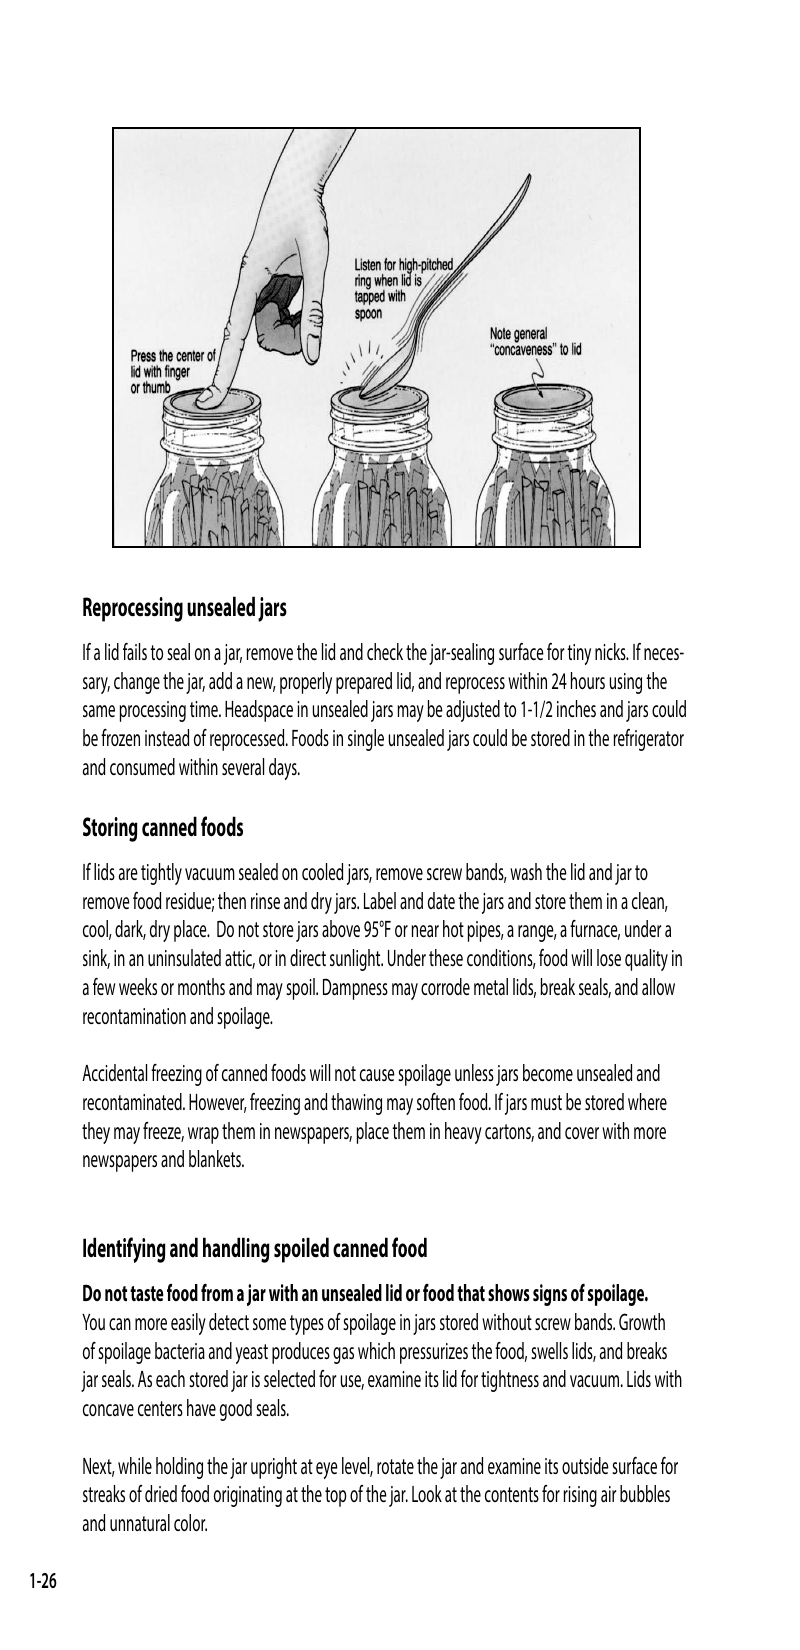 Listen for high-pitched
ring when lid is
tapped with
spoon
Note general
"concaveness" to lid
Press the center of
lid with finger
or thumb
Reprocessing unsealed jars
If a lid fails to seal on a jar, remove the lid and check the jar-sealing surface for tiny nicks. If neces-
sary, change the jar, add a new, properly prepared lid, and reprocess within 24 hours using the
same processing time. Headspace in unsealed jars may be adjusted to 1-1/2 inches and jars could
be frozen instead of reprocessed. Foods in single unsealed jars could be stored in the refrigerator
and consumed within several days.
Storing canned foods
If lids are tightly vacuum sealed on cooled jars, remove screw bands, wash the lid and jar to
remove food residue; then rinse and dry jars. Label and date the jars and store them in a clean,
cool, dark, dry place. Do not store jars above 95°F or near hot pipes, a range, a furnace, under a
sink, in an uninsulated attic, or in direct sunlight. Under these conditions, food will lose quality in
a few weeks or months and may spoil. Dampness may corrode metal lids, break seals, and allow
recontamination and spoilage.
Accidental freezing of canned foods will not cause spoilage unless jars become unsealed and
recontaminated. However, freezing and thawing may soften food. If jars must be stored where
they may freeze, wrap them in newspapers, place them in heavy cartons, and cover with more
newspapers and blankets.
Identifying and handling spoiled canned food
Do not taste food from a jar with an unsealed lid or food that shows signs of spoilage.
You can more easily detect some types of spoilage in jars stored without screw bands. Growth
of spoilage bacteria and yeast produces gas which pressurizes the food, swells lids, and breaks
jar seals. As each stored jar is selected for use, examine its lid for tightness and vacuum. Lids with
concave centers have good seals.
Next, while holding the jar upright at eye level, rotate the jar and examine its outside surface for
streaks of dried food originating at the top of the jar. Look at the contents for rising air bubbles
and unnatural color.
1-26